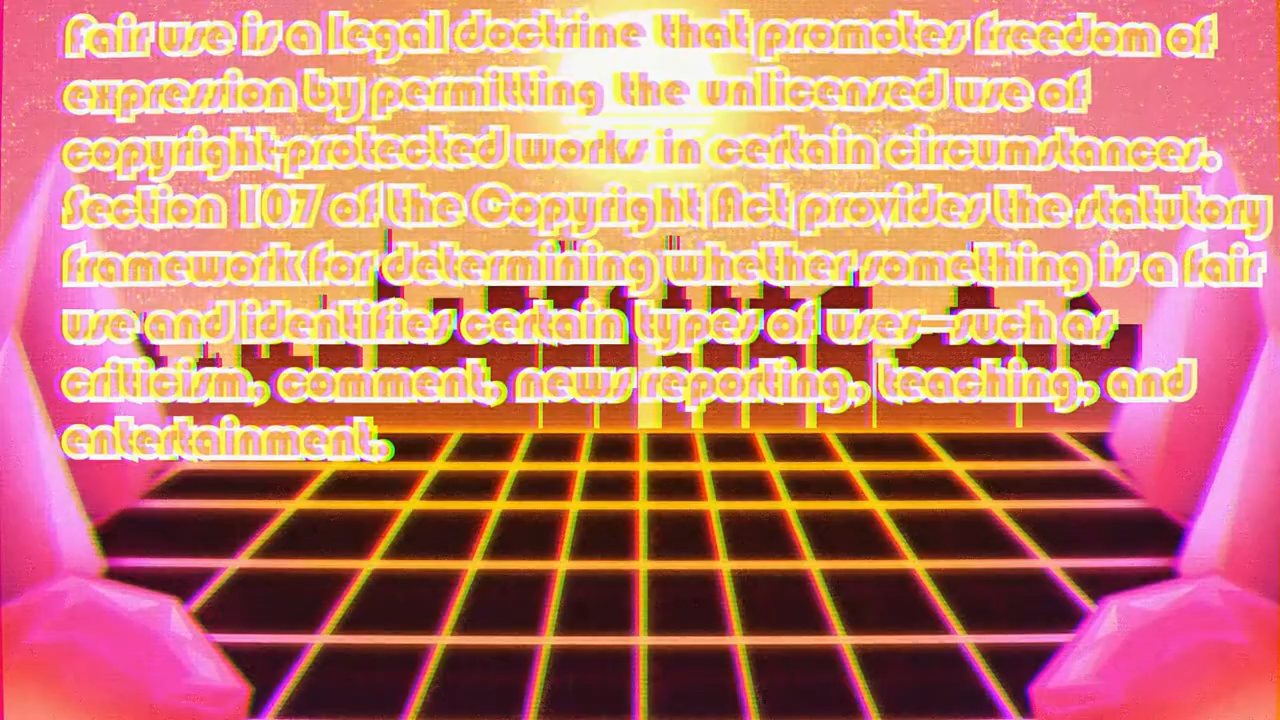 Fair use is a legal doctrine that promotes freedom of
expression by permitting the unlicensed use of
copyright-protected works in certain circumstances.
Section 107 of the Copyright Act provides the statutory
framework for determining whether something is a fair
use and identifies certain types of uses—such as
criticism, comment, news reporting, teaching, and
entertainment.